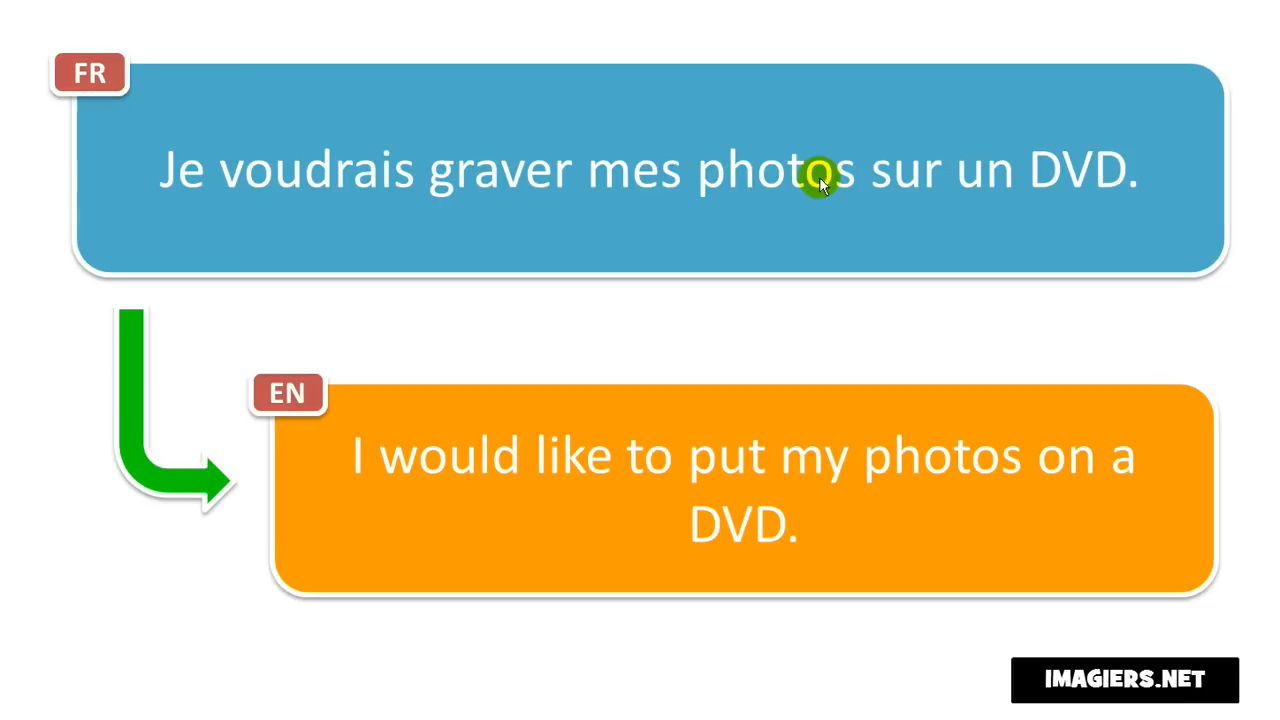 FR
Je voudrais graver mes photos sur un DVD.
EN
I would like to put my photos on a
DVD.
IMAGIERS.NET